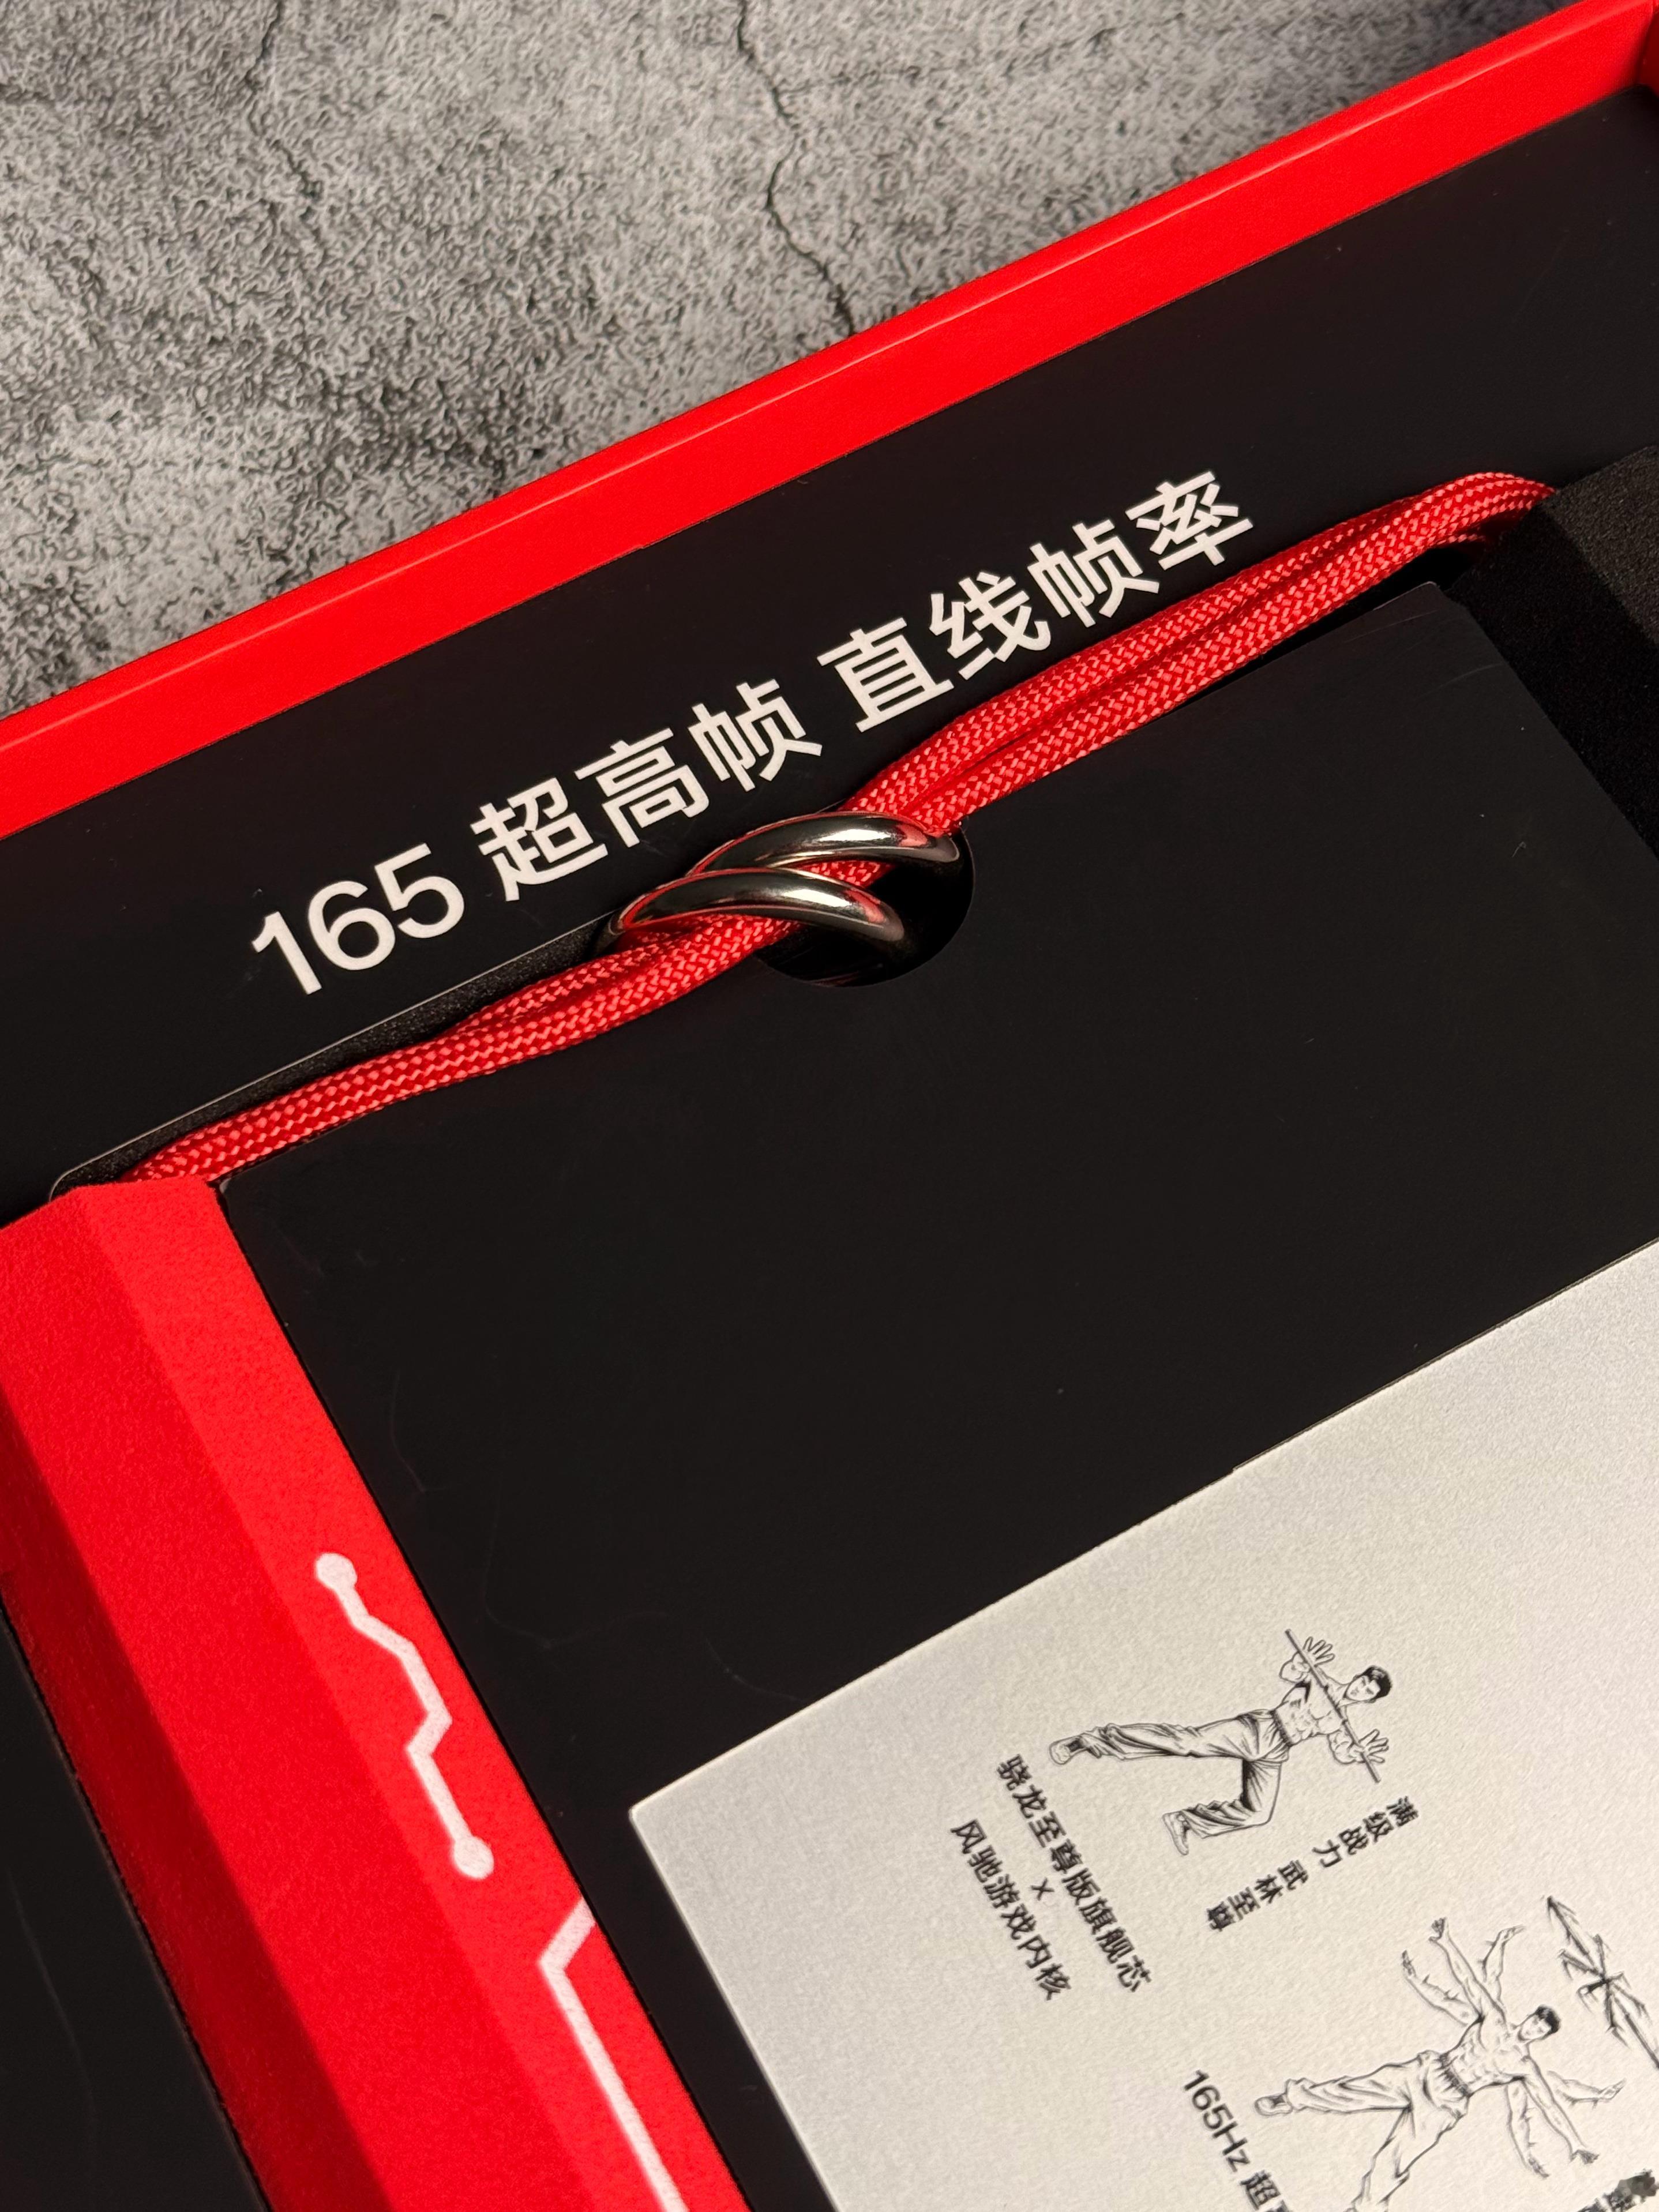 165 超高帧 直线帧率
满级战力 武林至尊
骁龙至尊版旗舰芯
×
风驰游戏内核
165Hz 超